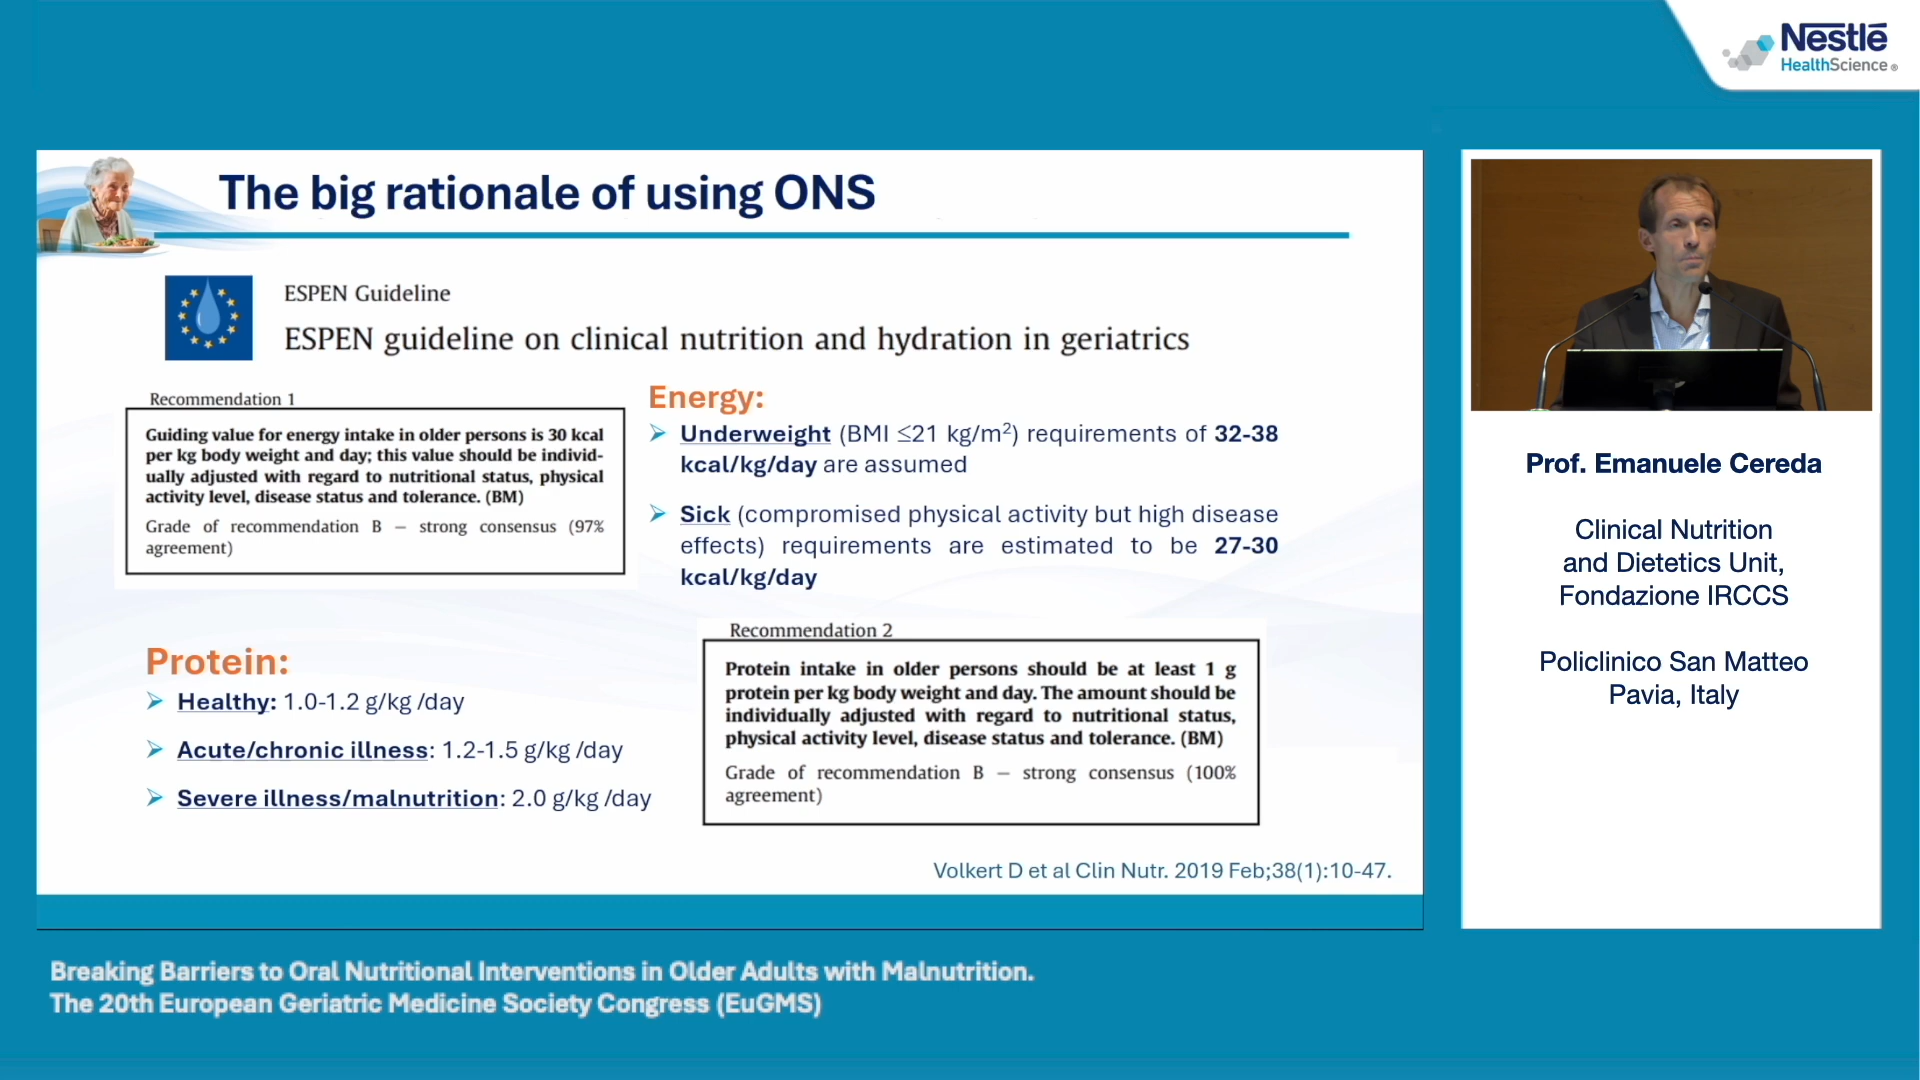 Nestlé
HealthScience®
The big rationale of using ONS
ESPEN Guideline
ESPEN guideline on clinical nutrition and hydration in geriatrics
Recommendation 1
Guiding value for energy intake in older persons is 30 kcal
per kg body weight and day; this value should be individ-
ually adjusted with regard to nutritional status, physical
activity level, disease status and tolerance. (BM)
Grade of recommendation B – strong consensus (97%
agreement)
Energy:
➢ Underweight (BMI ≤21 kg/m²) requirements of 32-38
kcal/kg/day are assumed
➢ Sick (compromised physical activity but high disease
effects) requirements are estimated to be 27-30
kcal/kg/day
Protein:
➢ Healthy: 1.0-1.2 g/kg /day
➢ Acute/chronic illness: 1.2-1.5 g/kg /day
➢ Severe illness/malnutrition: 2.0 g/kg /day
Recommendation 2
Protein intake in older persons should be at least 1 g
protein per kg body weight and day. The amount should be
individually adjusted with regard to nutritional status,
physical activity level, disease status and tolerance. (BM)
Grade of recommendation B – strong consensus (100%
agreement)
Volkert D et al Clin Nutr. 2019 Feb;38(1):10-47.
Prof. Emanuele Cereda
Clinical Nutrition
and Dietetics Unit,
Fondazione IRCCS
Policlinico San Matteo
Pavia, Italy
Breaking Barriers to Oral Nutritional Interventions in Older Adults with Malnutrition.
The 20th European Geriatric Medicine Society Congress (EuGMS)